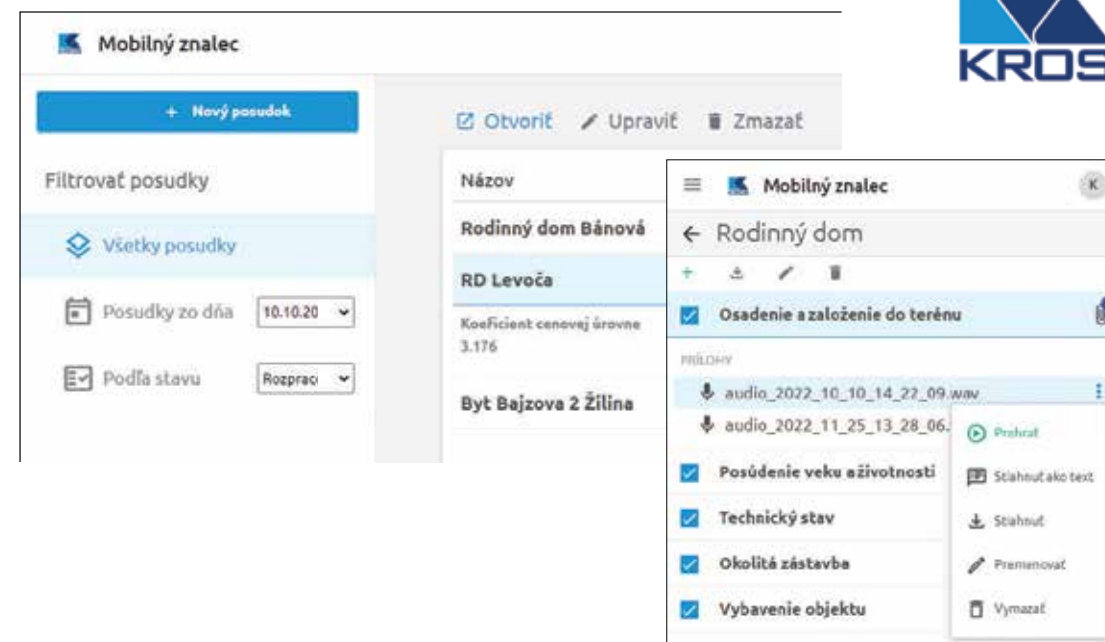 Mobilný znalec
KROS
+ Nový posudok
Otvoriť Upraviť Zmazať
Filtrovať posudky
Všetky posudky
Posudky zo dňa 10.10.20
Podľa stavu Rozprac
Názov
Rodinný dom Bánová
RD Levoča
Koeficient cenovej úrovne
3.176
Byt Bajzova 2 Žilina
Mobilný znalec K
Rodinný dom
Osadenie a založenie do terénu
PRÍLOHY
audio_2022_10_10_14_22_09.wav
audio_2022_11_25_13_28_06.
Posúdenie veku a životnosti
Technický stav
Okolitá zástavba
Vybavenie objektu
Prehrať
Stiahnuť ako text
Stiahnuť
Premenovať
Vymazať